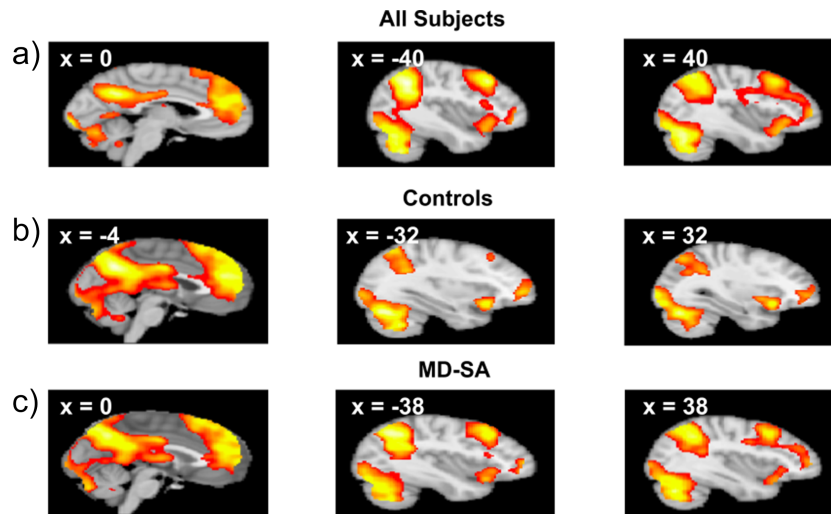 All Subjects
a) x = 0 x = -40 x = 40
Controls
b) x = -4 x = -32 x = 32
MD-SA
c) x = 0 x = -38 x = 38